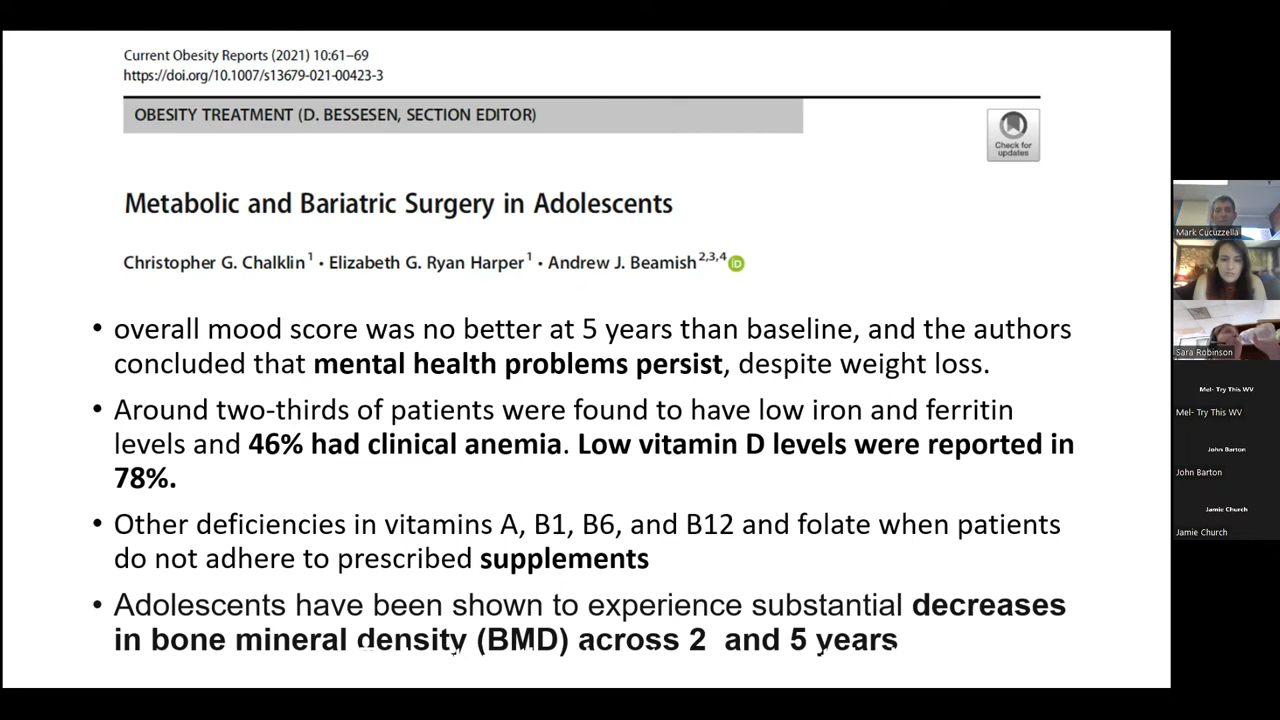 Current Obesity Reports (2021) 10:61–69
https://doi.org/10.1007/s13679-021-00423-3
OBESITY TREATMENT (D. BESSESEN, SECTION EDITOR)
Check for
updates
Metabolic and Bariatric Surgery in Adolescents
Christopher G. Chalklin1 • Elizabeth G. Ryan Harper1 • Andrew J. Beamish2,3,4 iD
• overall mood score was no better at 5 years than baseline, and the authors
concluded that mental health problems persist, despite weight loss.
• Around two-thirds of patients were found to have low iron and ferritin
levels and 46% had clinical anemia. Low vitamin D levels were reported in
78%.
• Other deficiencies in vitamins A, B1, B6, and B12 and folate when patients
do not adhere to prescribed supplements
• Adolescents have been shown to experience substantial decreases
in bone mineral density (BMD) across 2 and 5 years
Mark Cucuzzella
Sara Robinson
Mel- Try This WV
Mel- Try This WV
John Barton
John Barton
Jamie Church
Jamie Church